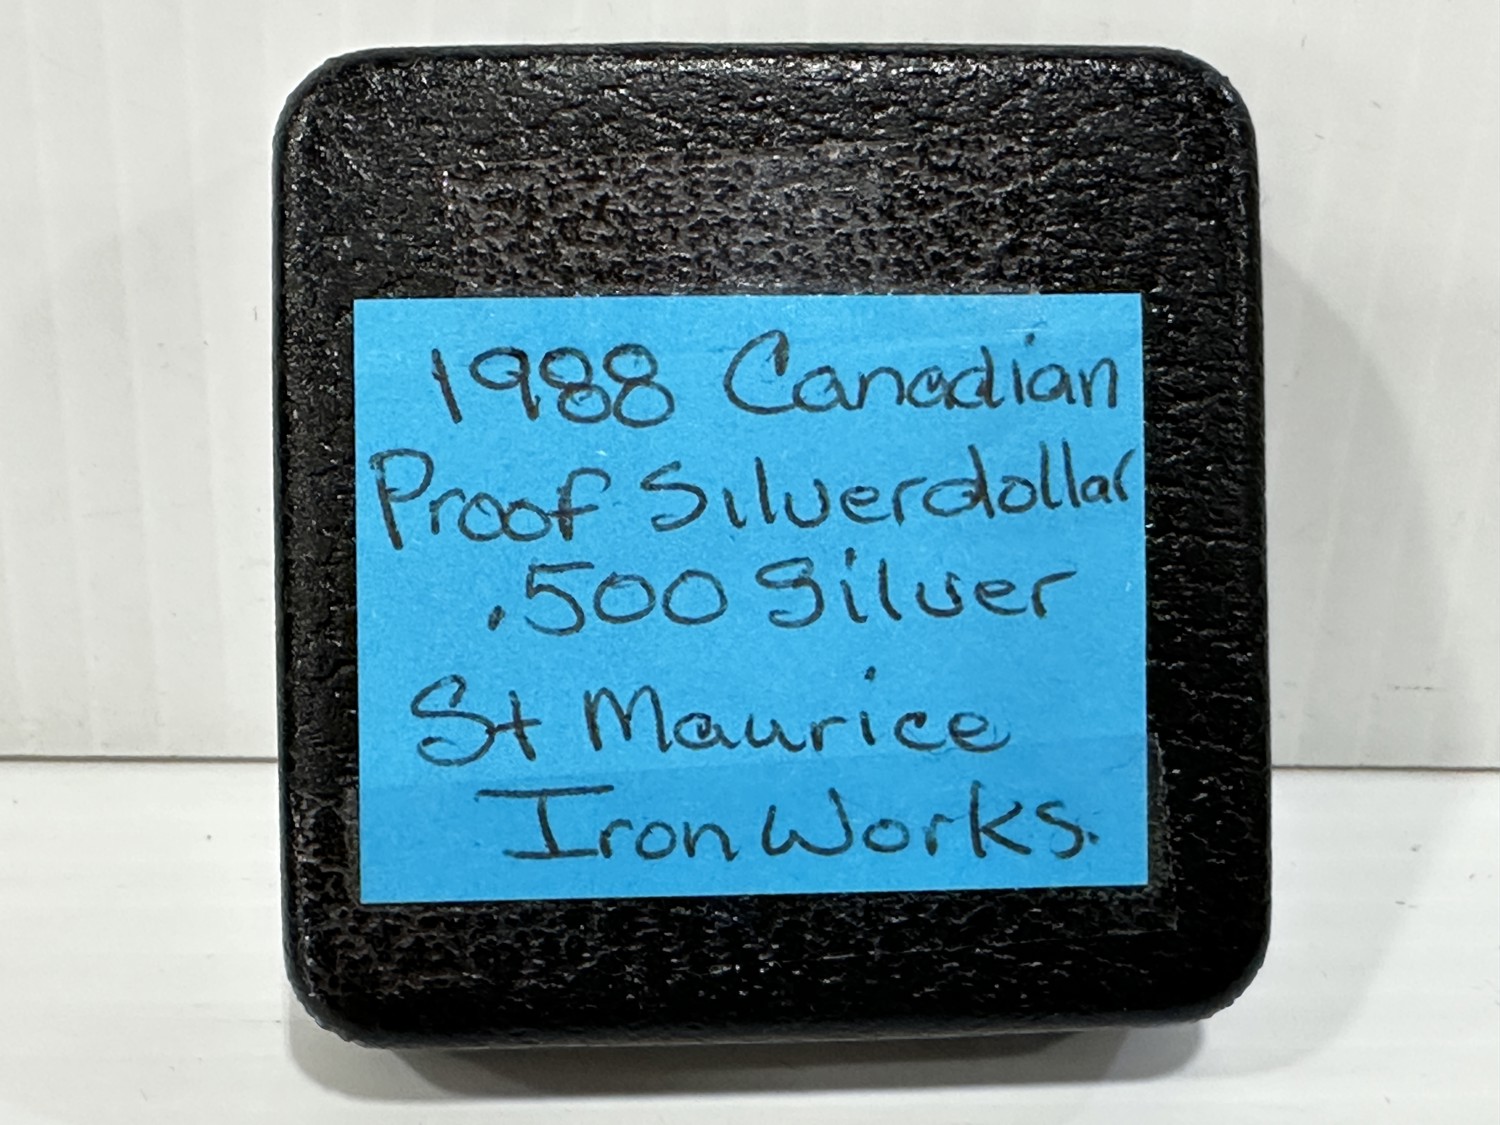 1988 Canadian
Proof Silverdollar
.500 Silver
St Maurice
Iron Works.